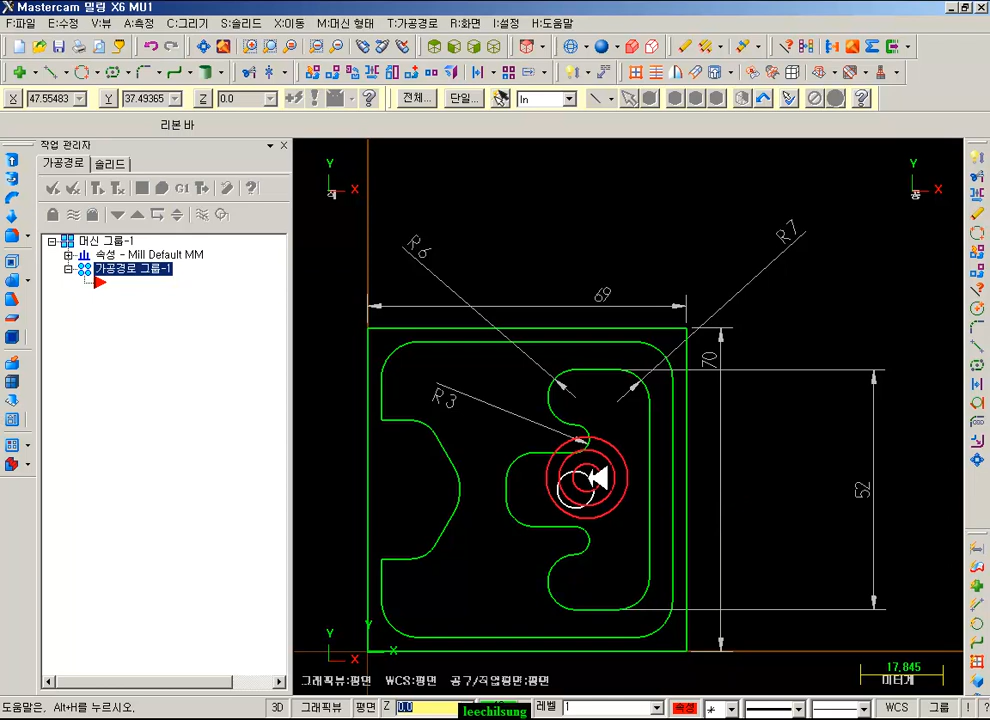 Mastercam 밀링 X6 MU1
F:파일 E:수정 V:뷰 A:측정 C:그리기 S:솔리드 X:이동 M:머신 형태 T:가공경로 R:화면 I:설정 H:도움말
X 47.55483 Y 37.49365 Z 0.0 전체... 단일... In
리본 바
작업 관리자
가공경로 솔리드
G1
머신 그룹-1
속성 - Mill Default MM
가공경로 그룹-1
Y
X
Y
X
R6
R7
69
70
R3
52
Y
X
Y
X
17,845
미터계
그래픽뷰:평면 WCS:평면 공구/작업평면:평면
도움말은, Alt+H를 누르시오. 3D 그래픽뷰 평면 Z 0.0 레벨 1 속성 WCS 그룹 ! ?
leechilsung